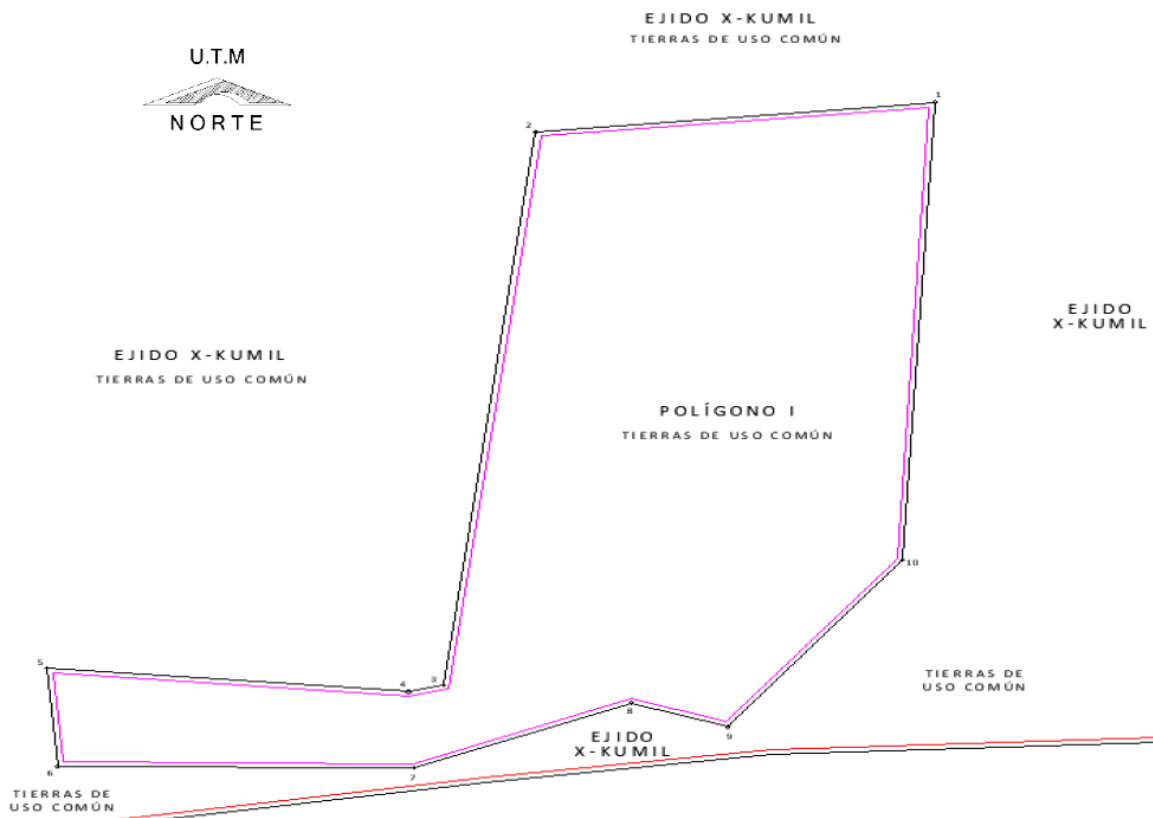 EJIDO X-KUMIL
TIERRAS DE USO COMÚN
U.T.M
NORTE
1
2
EJIDO
X-KUMIL
EJIDO X-KUMIL
TIERRAS DE USO COMÚN
POLÍGONO I
TIERRAS DE USO COMÚN
10
5
3
4
TIERRAS DE
USO COMÚN
8
9
EJIDO
X-KUMIL
6
7
TIERRAS DE
USO COMÚN